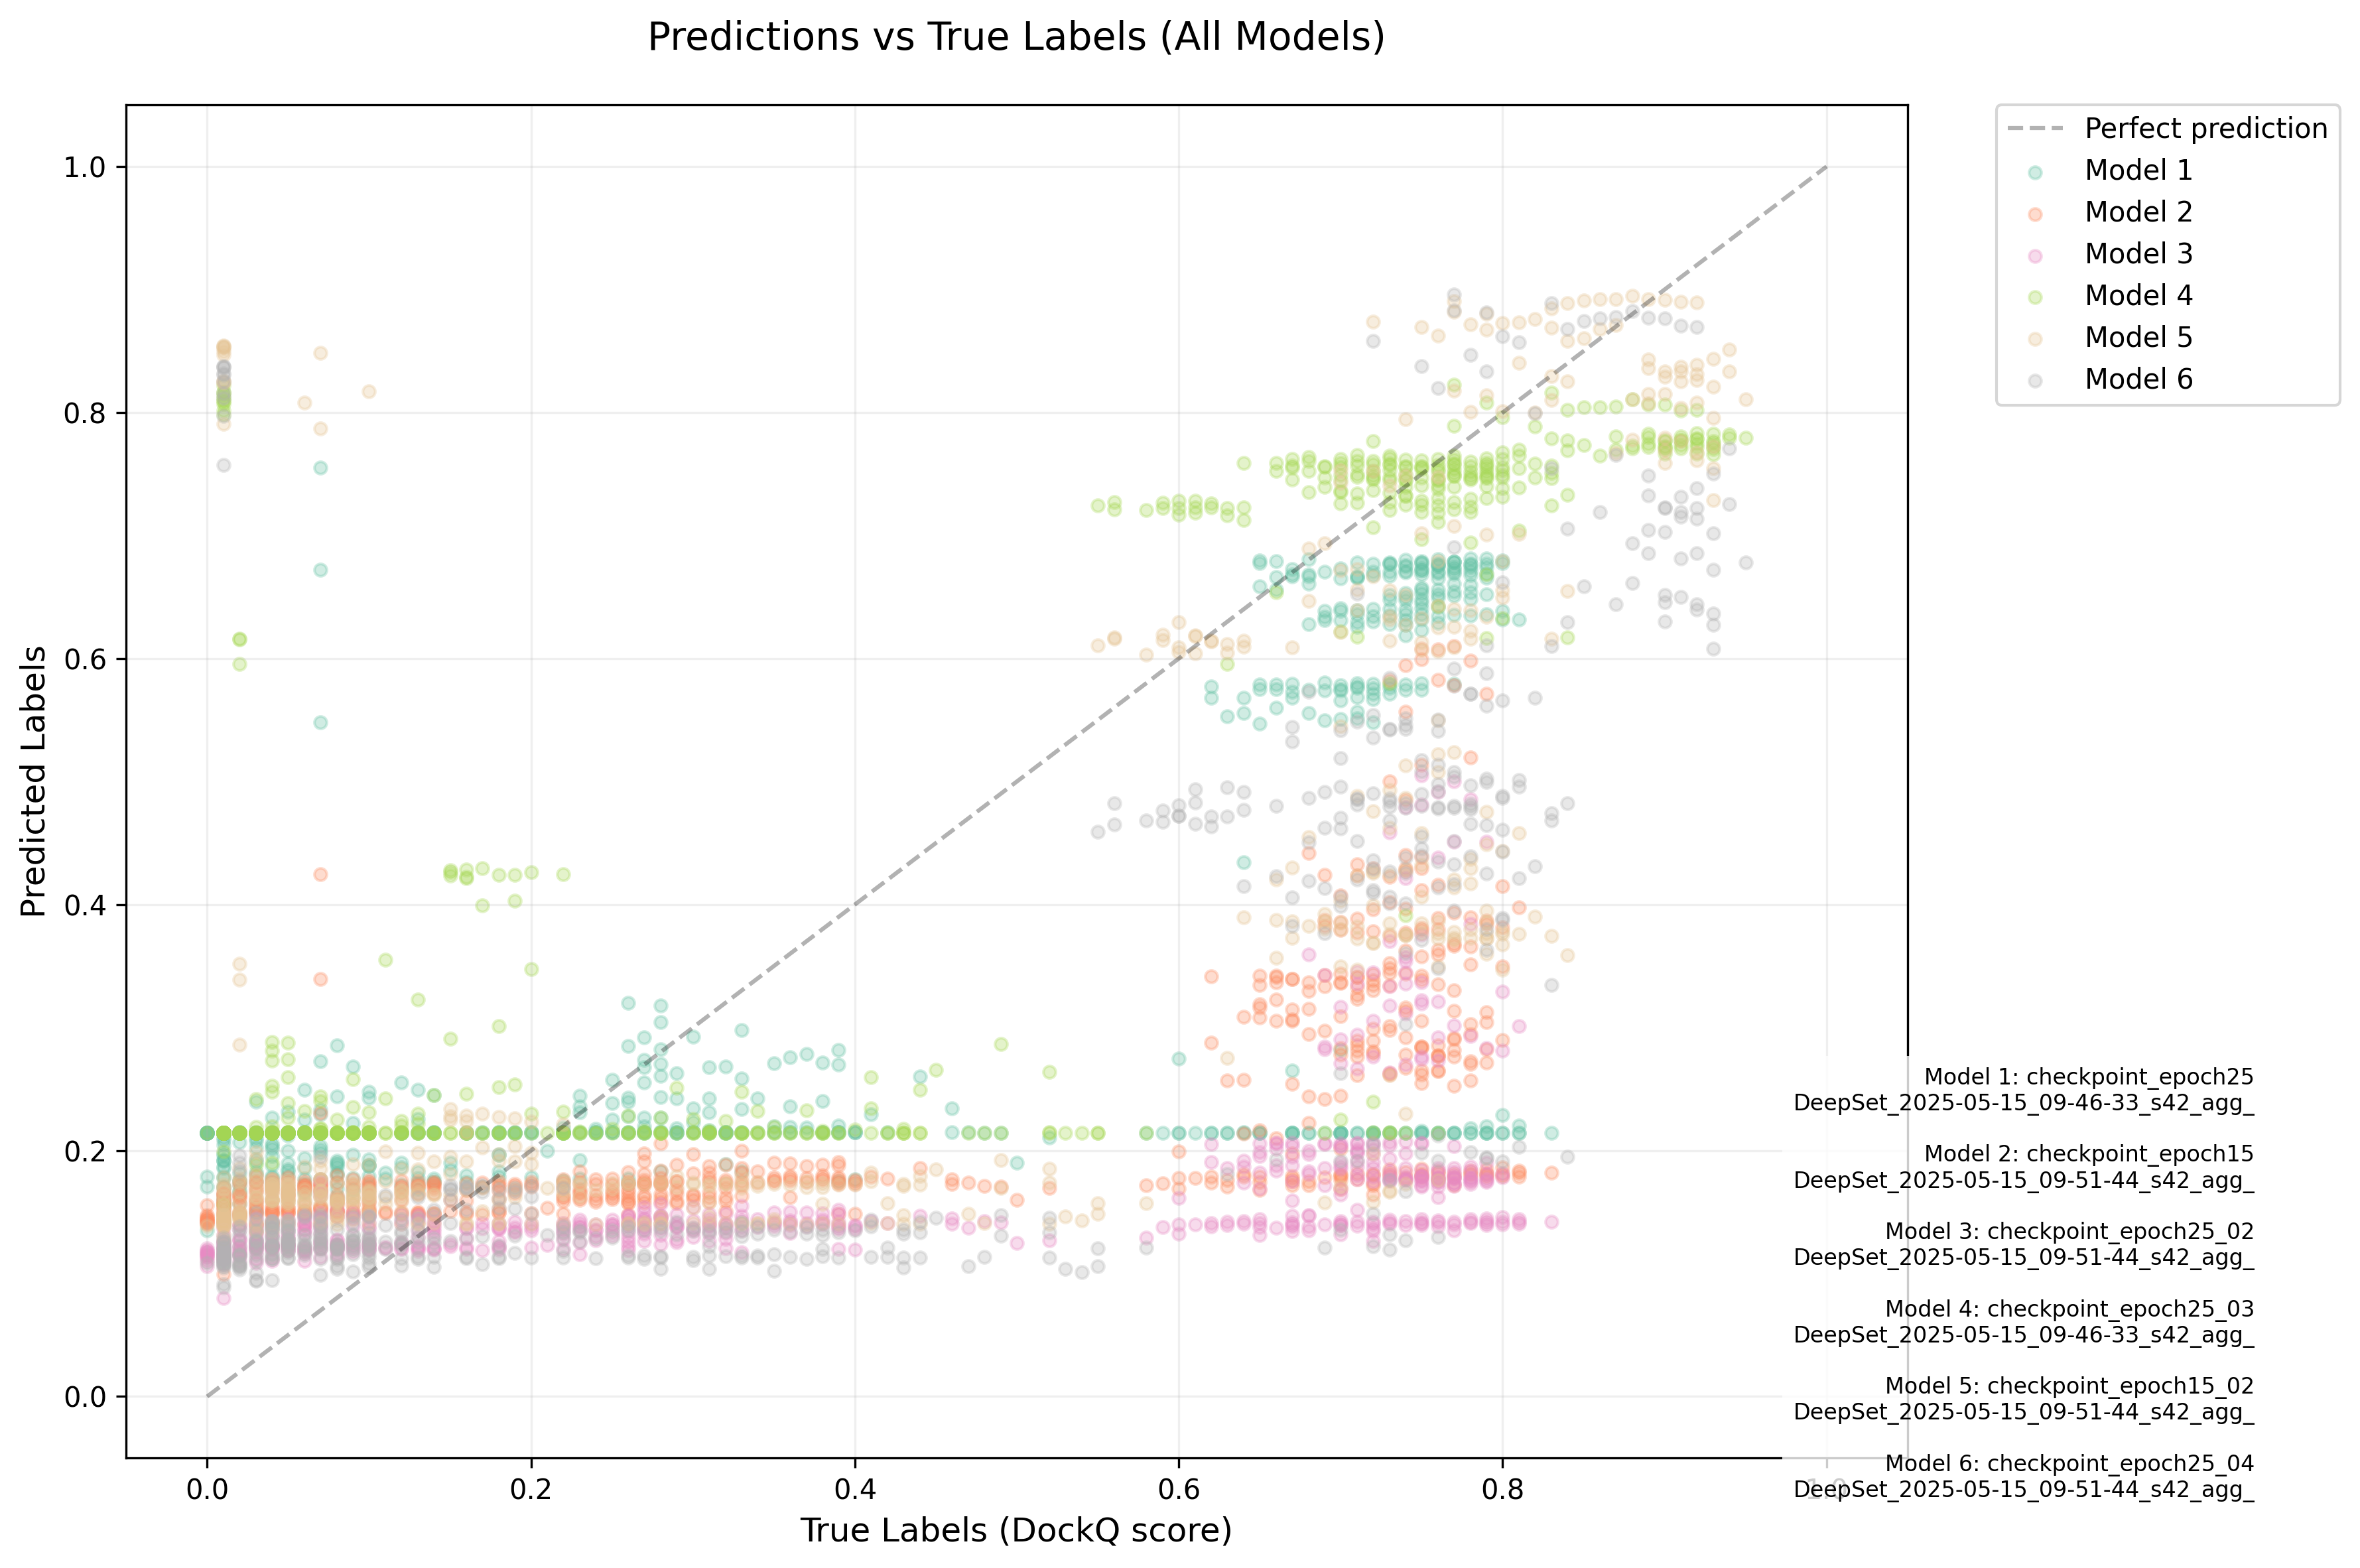 Predictions vs True Labels (All Models)
Perfect prediction
Model 1
Model 2
Model 3
Model 4
Model 5
Model 6
1.0
0.8
0.6
0.4
0.2
0.0
Predicted Labels
0.0
0.2
0.4
0.6
0.8
1.0
True Labels (DockQ score)
Model 1: checkpoint_epoch25
DeepSet_2025-05-15_09-46-33_s42_agg_
Model 2: checkpoint_epoch15
DeepSet_2025-05-15_09-51-44_s42_agg_
Model 3: checkpoint_epoch25_02
DeepSet_2025-05-15_09-51-44_s42_agg_
Model 4: checkpoint_epoch25_03
DeepSet_2025-05-15_09-46-33_s42_agg_
Model 5: checkpoint_epoch15_02
DeepSet_2025-05-15_09-51-44_s42_agg_
Model 6: checkpoint_epoch25_04
DeepSet_2025-05-15_09-51-44_s42_agg_